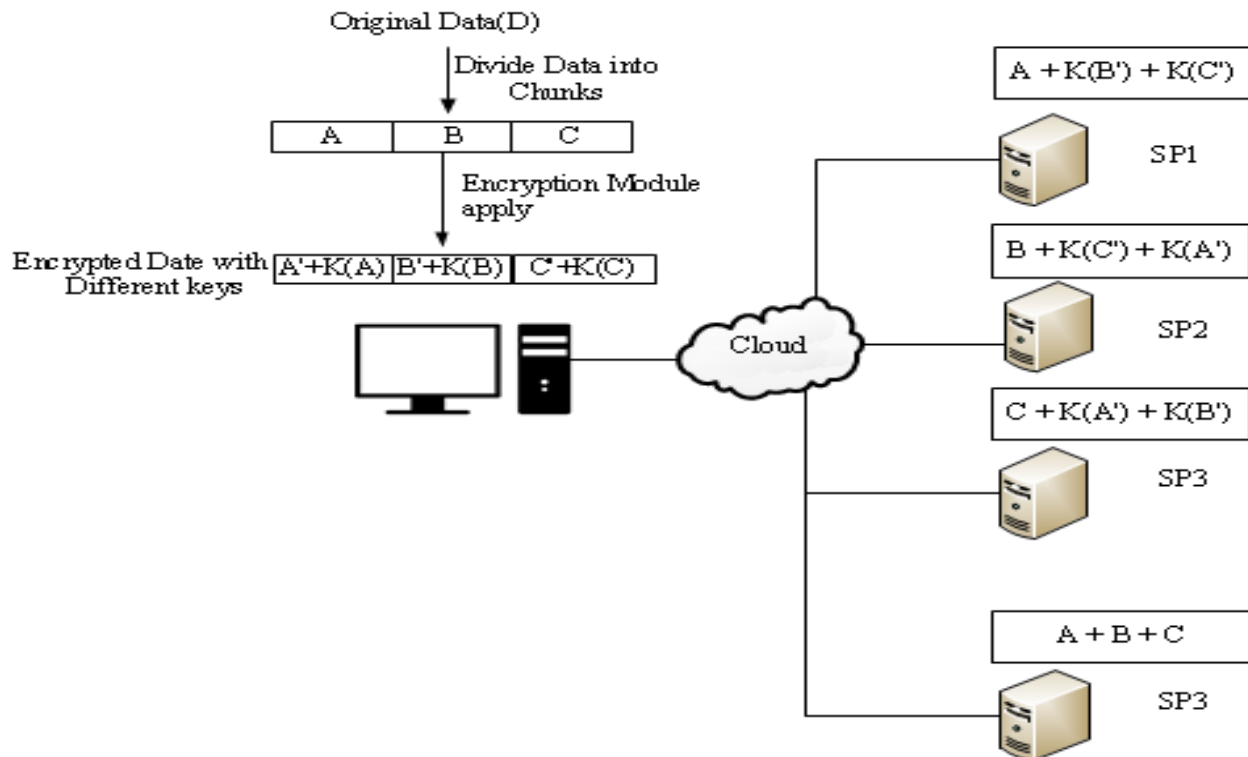 Original Data(D)
Divide Data into
Chunks
A B C
Encryption Module
apply
Encrypted Date with
Different keys
A'+K(A) B'+K(B) C'+K(C)
Cloud
A + K(B') + K(C')
SP1
B + K(C') + K(A')
SP2
C + K(A') + K(B')
SP3
A + B + C
SP3